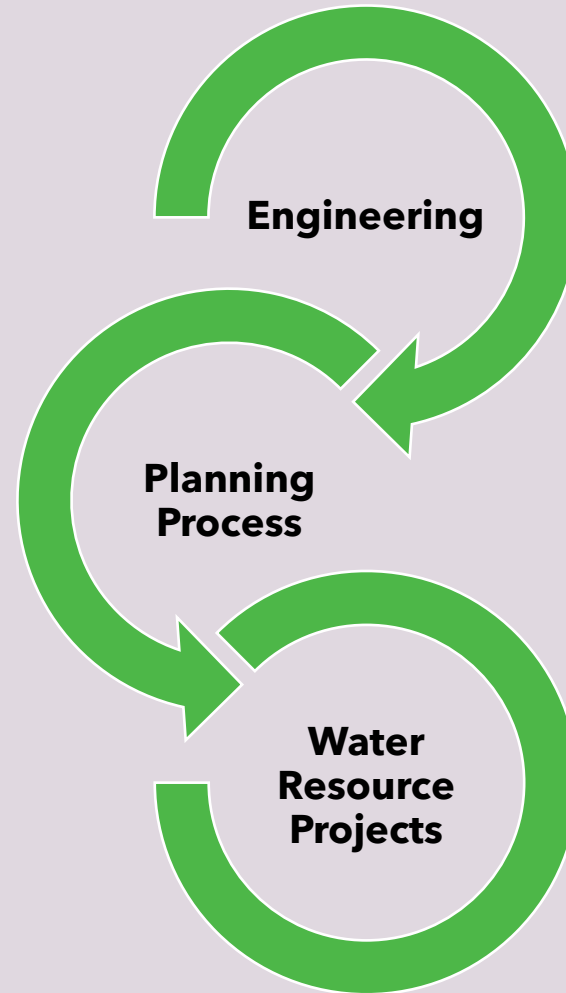 Engineering
Planning
Process
Water
Resource
Projects